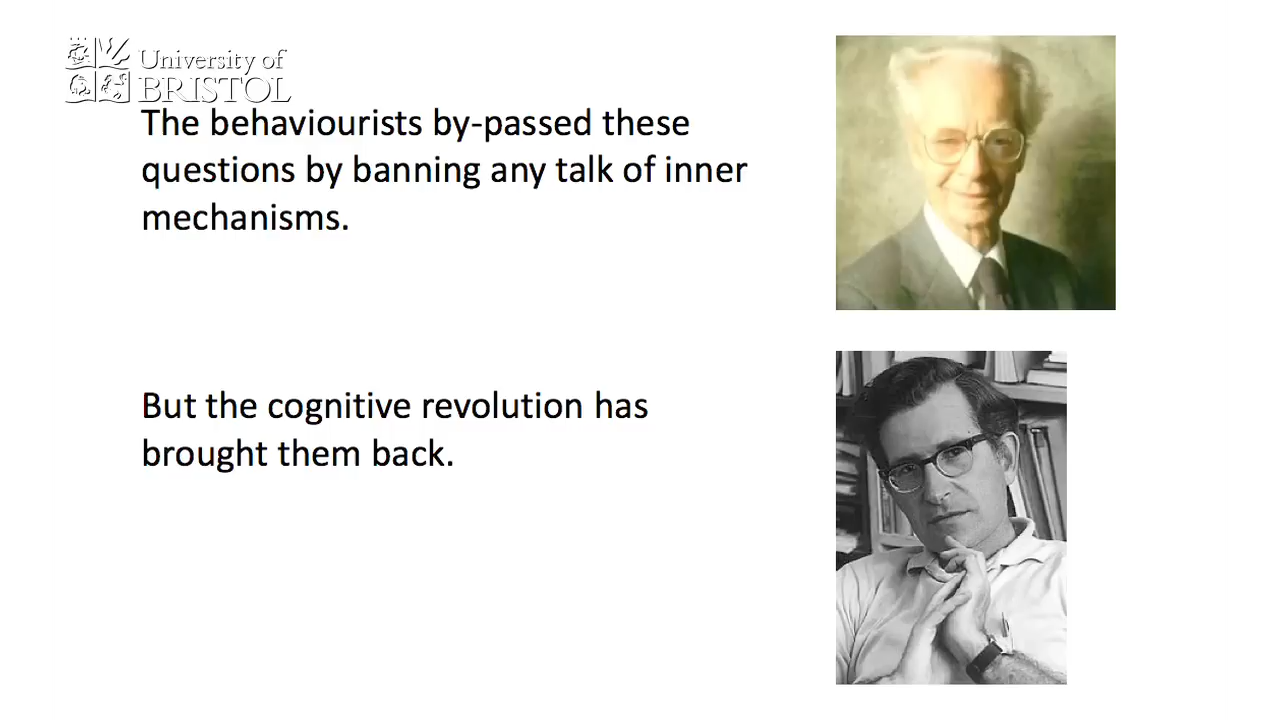 University of
BRISTOL
The behaviourists by-passed these
questions by banning any talk of inner
mechanisms.
But the cognitive revolution has
brought them back.